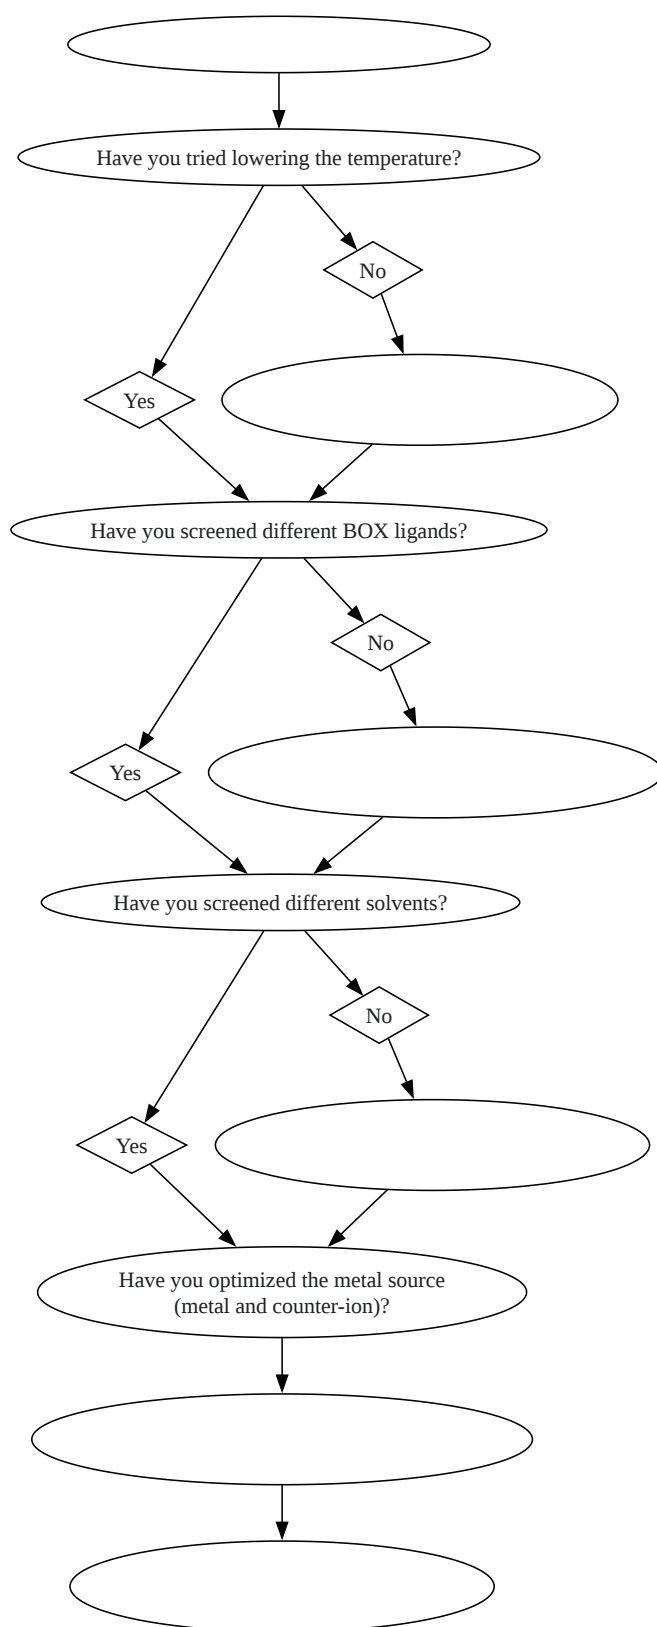 Have you tried lowering the temperature?
No
Yes
Have you screened different BOX ligands?
No
Yes
Have you screened different solvents?
No
Yes
Have you optimized the metal source
(metal and counter-ion)?